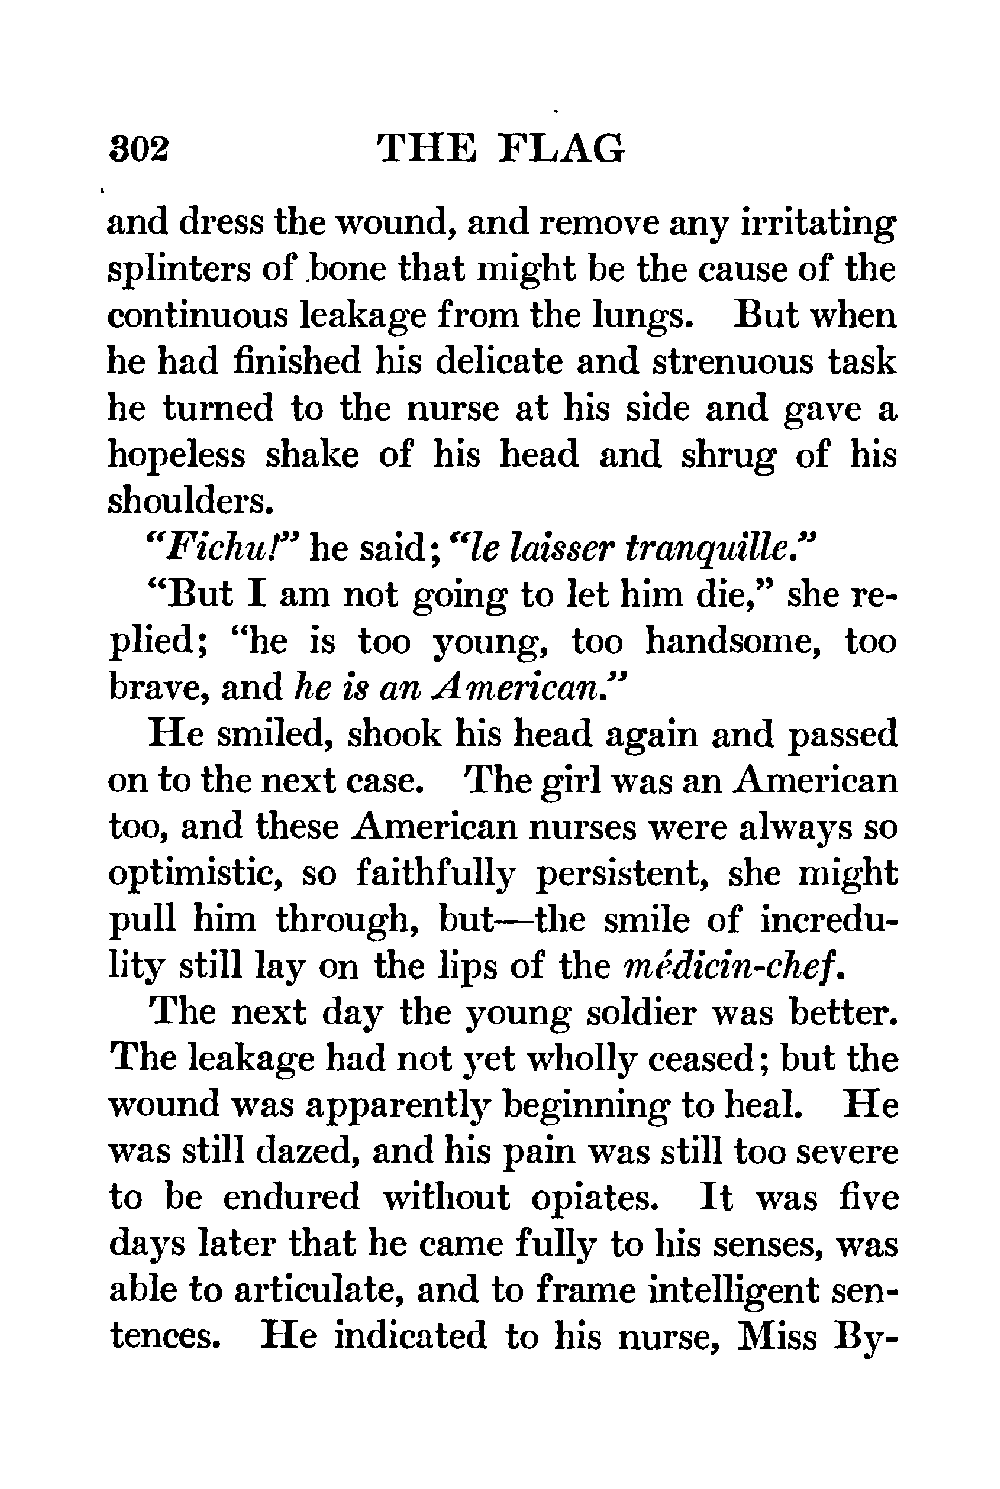 302 THE FLAG
and dress the wound, and remove any irritating
splinters of bone that might be the cause of the
continuous leakage from the lungs. But when
he had finished his delicate and strenuous task
he turned to the nurse at his side and gave a
hopeless shake of his head and shrug of his
shoulders.
“Fichu!” he said; “le laisser tranquille.”
“But I am not going to let him die,” she re-
plied; “he is too young, too handsome, too
brave, and he is an American.”
He smiled, shook his head again and passed
on to the next case. The girl was an American
too, and these American nurses were always so
optimistic, so faithfully persistent, she might
pull him through, but—the smile of incredu-
lity still lay on the lips of the médicin-chef.
The next day the young soldier was better.
The leakage had not yet wholly ceased; but the
wound was apparently beginning to heal. He
was still dazed, and his pain was still too severe
to be endured without opiates. It was five
days later that he came fully to his senses, was
able to articulate, and to frame intelligent sen-
tences. He indicated to his nurse, Miss By-